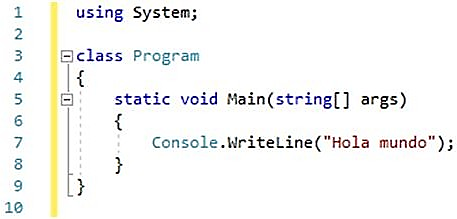 1 using System;
2
3 class Program
4 {
5 static void Main(string[] args)
6 {
7 Console.WriteLine("Hola mundo");
8 }
9 }
10